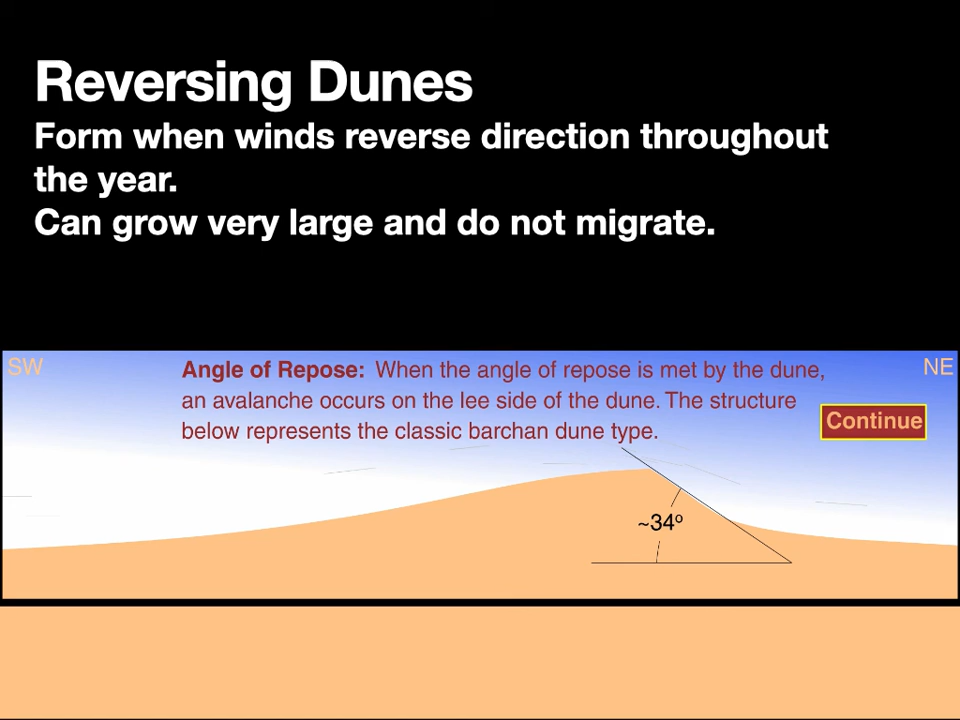 Reversing Dunes
Form when winds reverse direction throughout
the year.
Can grow very large and do not migrate.
SW
NE
Angle of Repose: When the angle of repose is met by the dune,
an avalanche occurs on the lee side of the dune. The structure
below represents the classic barchan dune type.
Continue
~34º